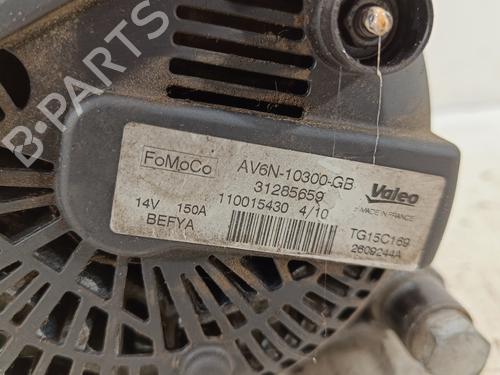 B-PARTS
FoMoCo
AV6N-10300-GB
31285659
14V 150A
110015430 4/10
BEFYA
Valeo
MADE IN FRANCE
TG15C169
2609244A